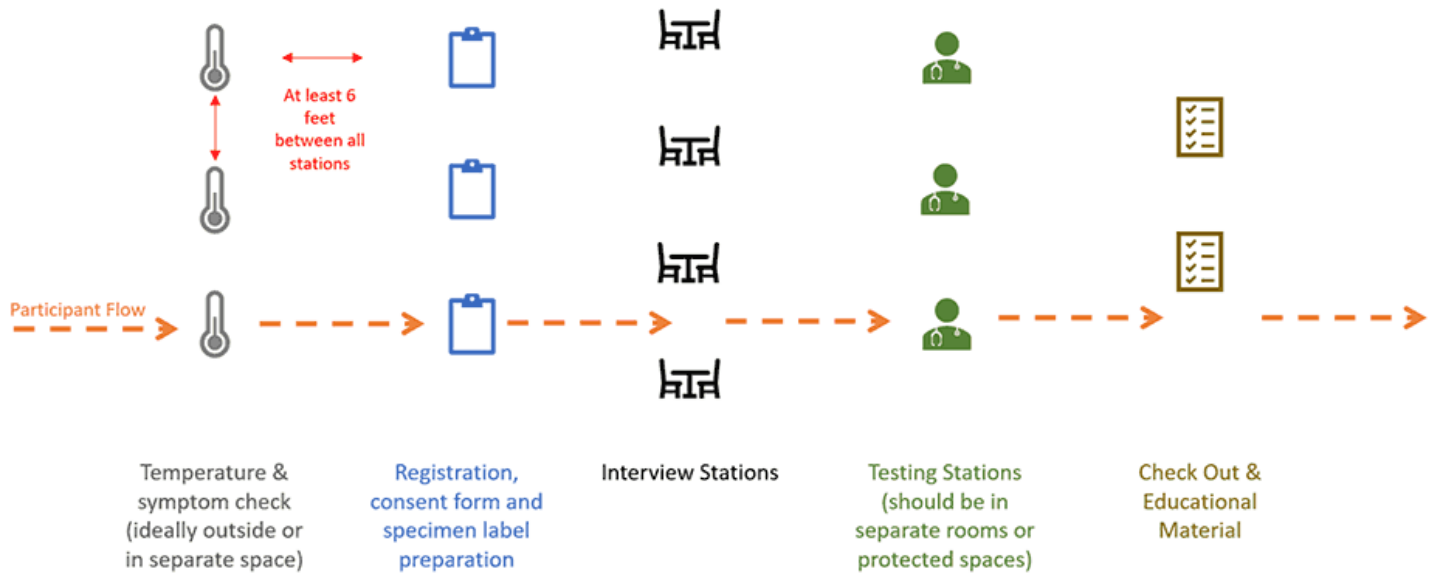 At least 6
feet
between all
stations
Participant Flow
Temperature &
symptom check
(ideally outside or
in separate space)
Registration,
consent form and
specimen label
preparation
Interview Stations
Testing Stations
(should be in
separate rooms or
protected spaces)
Check Out &
Educational
Material